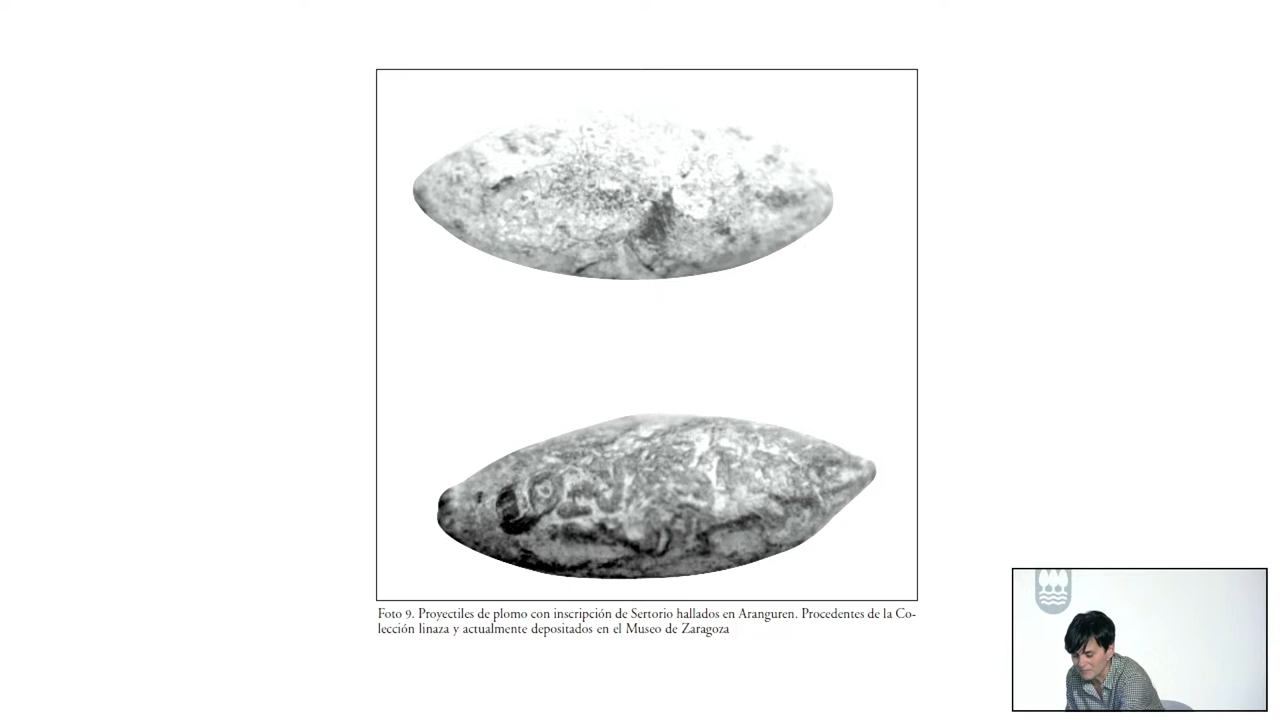 Foto 9. Proyectiles de plomo con inscripción de Sertorio hallados en Aranguren. Procedentes de la Co-
lección linaza y actualmente depositados en el Museo de Zaragoza